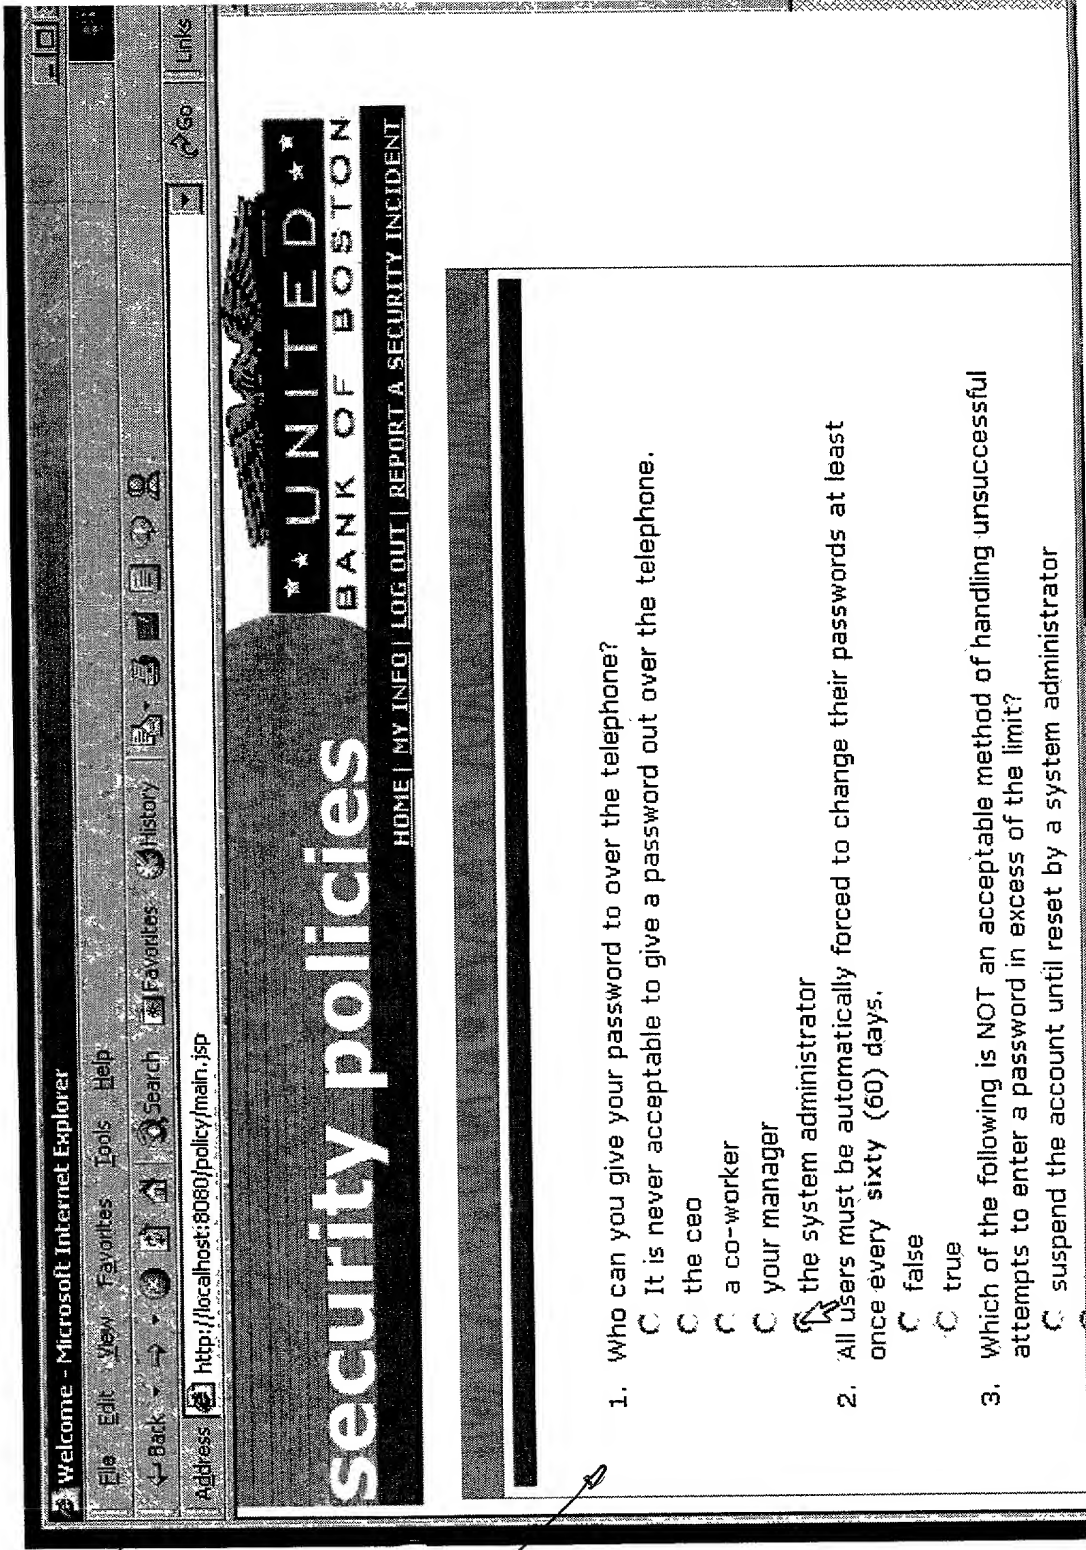 Welcome - Microsoft Internet Explorer
File Edit View Favorites Tools Help
Back Search Favorites History
Address http://localhost:8080/policy/main.jsp Go Links
security policies
UNITED
BANK OF BOSTON
HOME | MY INFO | LOG OUT | REPORT A SECURITY INCIDENT
1. Who can you give your password to over the telephone?
It is never acceptable to give a password out over the telephone.
the ceo
a co-worker
your manager
the system administrator
2. All users must be automatically forced to change their passwords at least
once every sixty (60) days.
false
true
3. Which of the following is NOT an acceptable method of handling unsuccessful
attempts to enter a password in excess of the limit?
suspend the account until reset by a system administrator